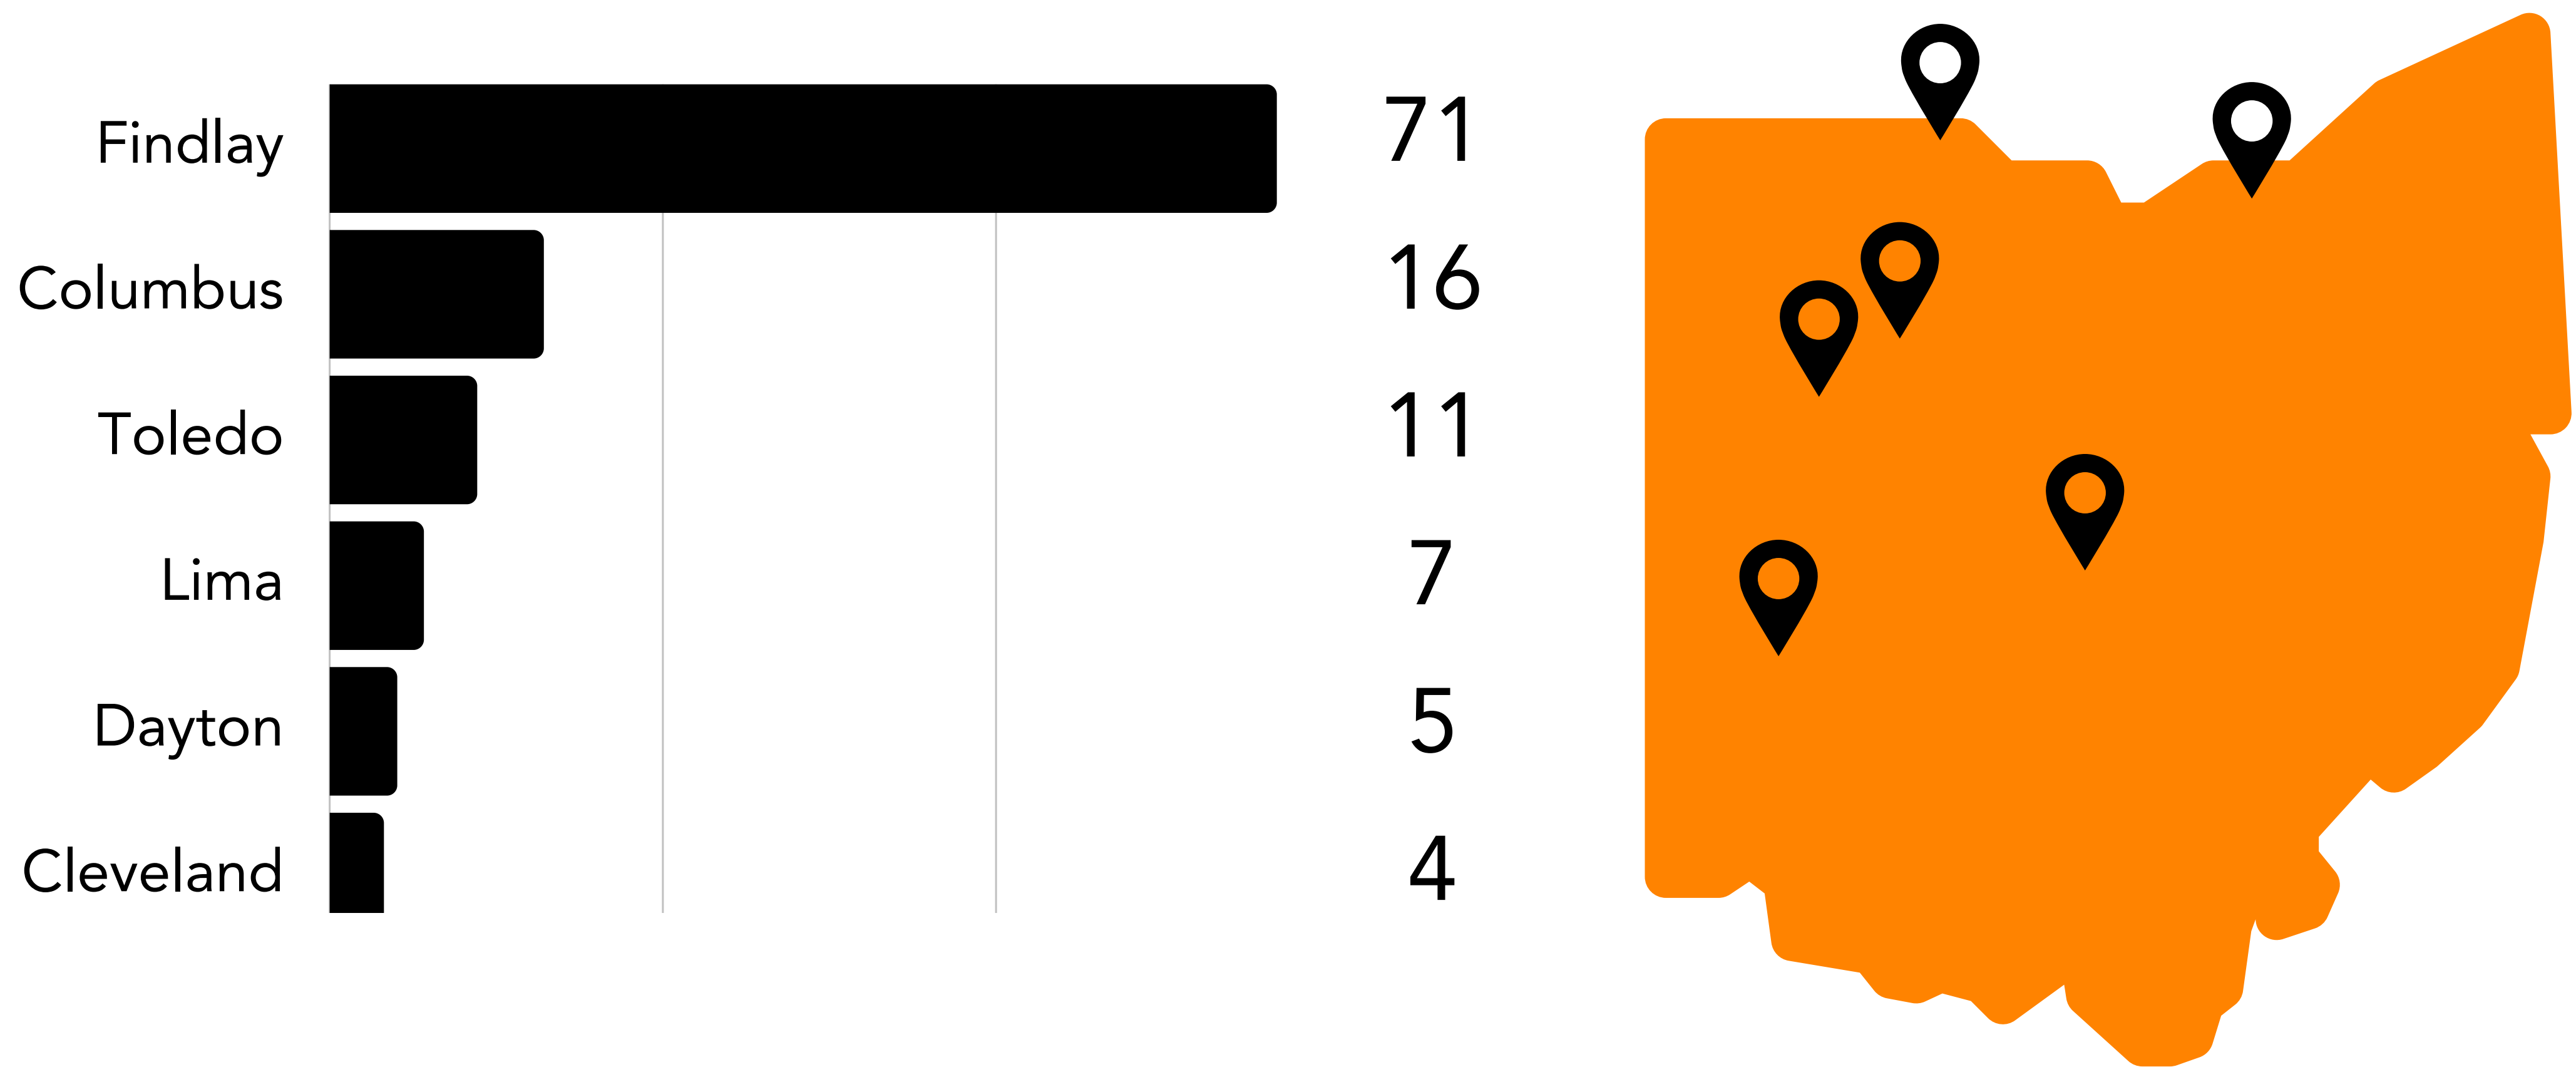 Findlay 71
Columbus 16
Toledo 11
Lima 7
Dayton 5
Cleveland 4